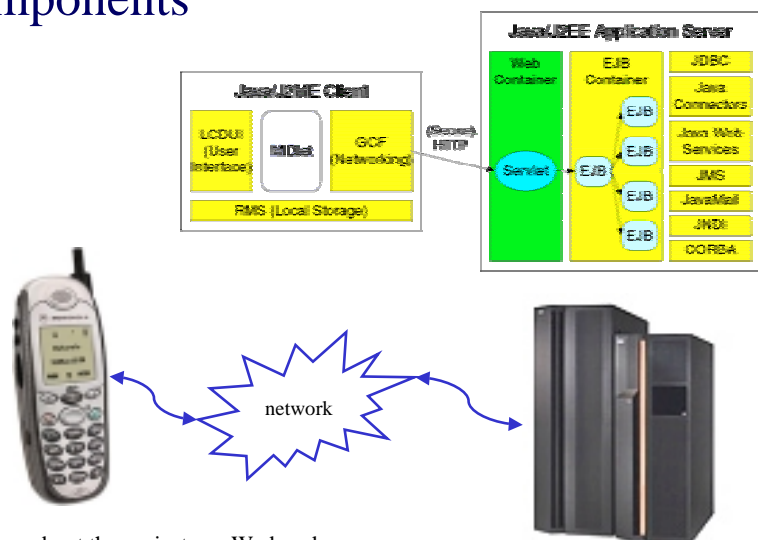 Java/J2EE Application Server
Web
Container
EJB
Container
JDBC
Java
Connectors
Java Web
Services
JMS
JavaMail
JNDI
CORBA
EJB
EJB
EJB
EJB
EJB
Servlet
Java/J2ME Client
LCDUI
(User
Interface)
MIDlet
GCF
(Networking)
RMS (Local Storage)
(Secure)
HTTP
network